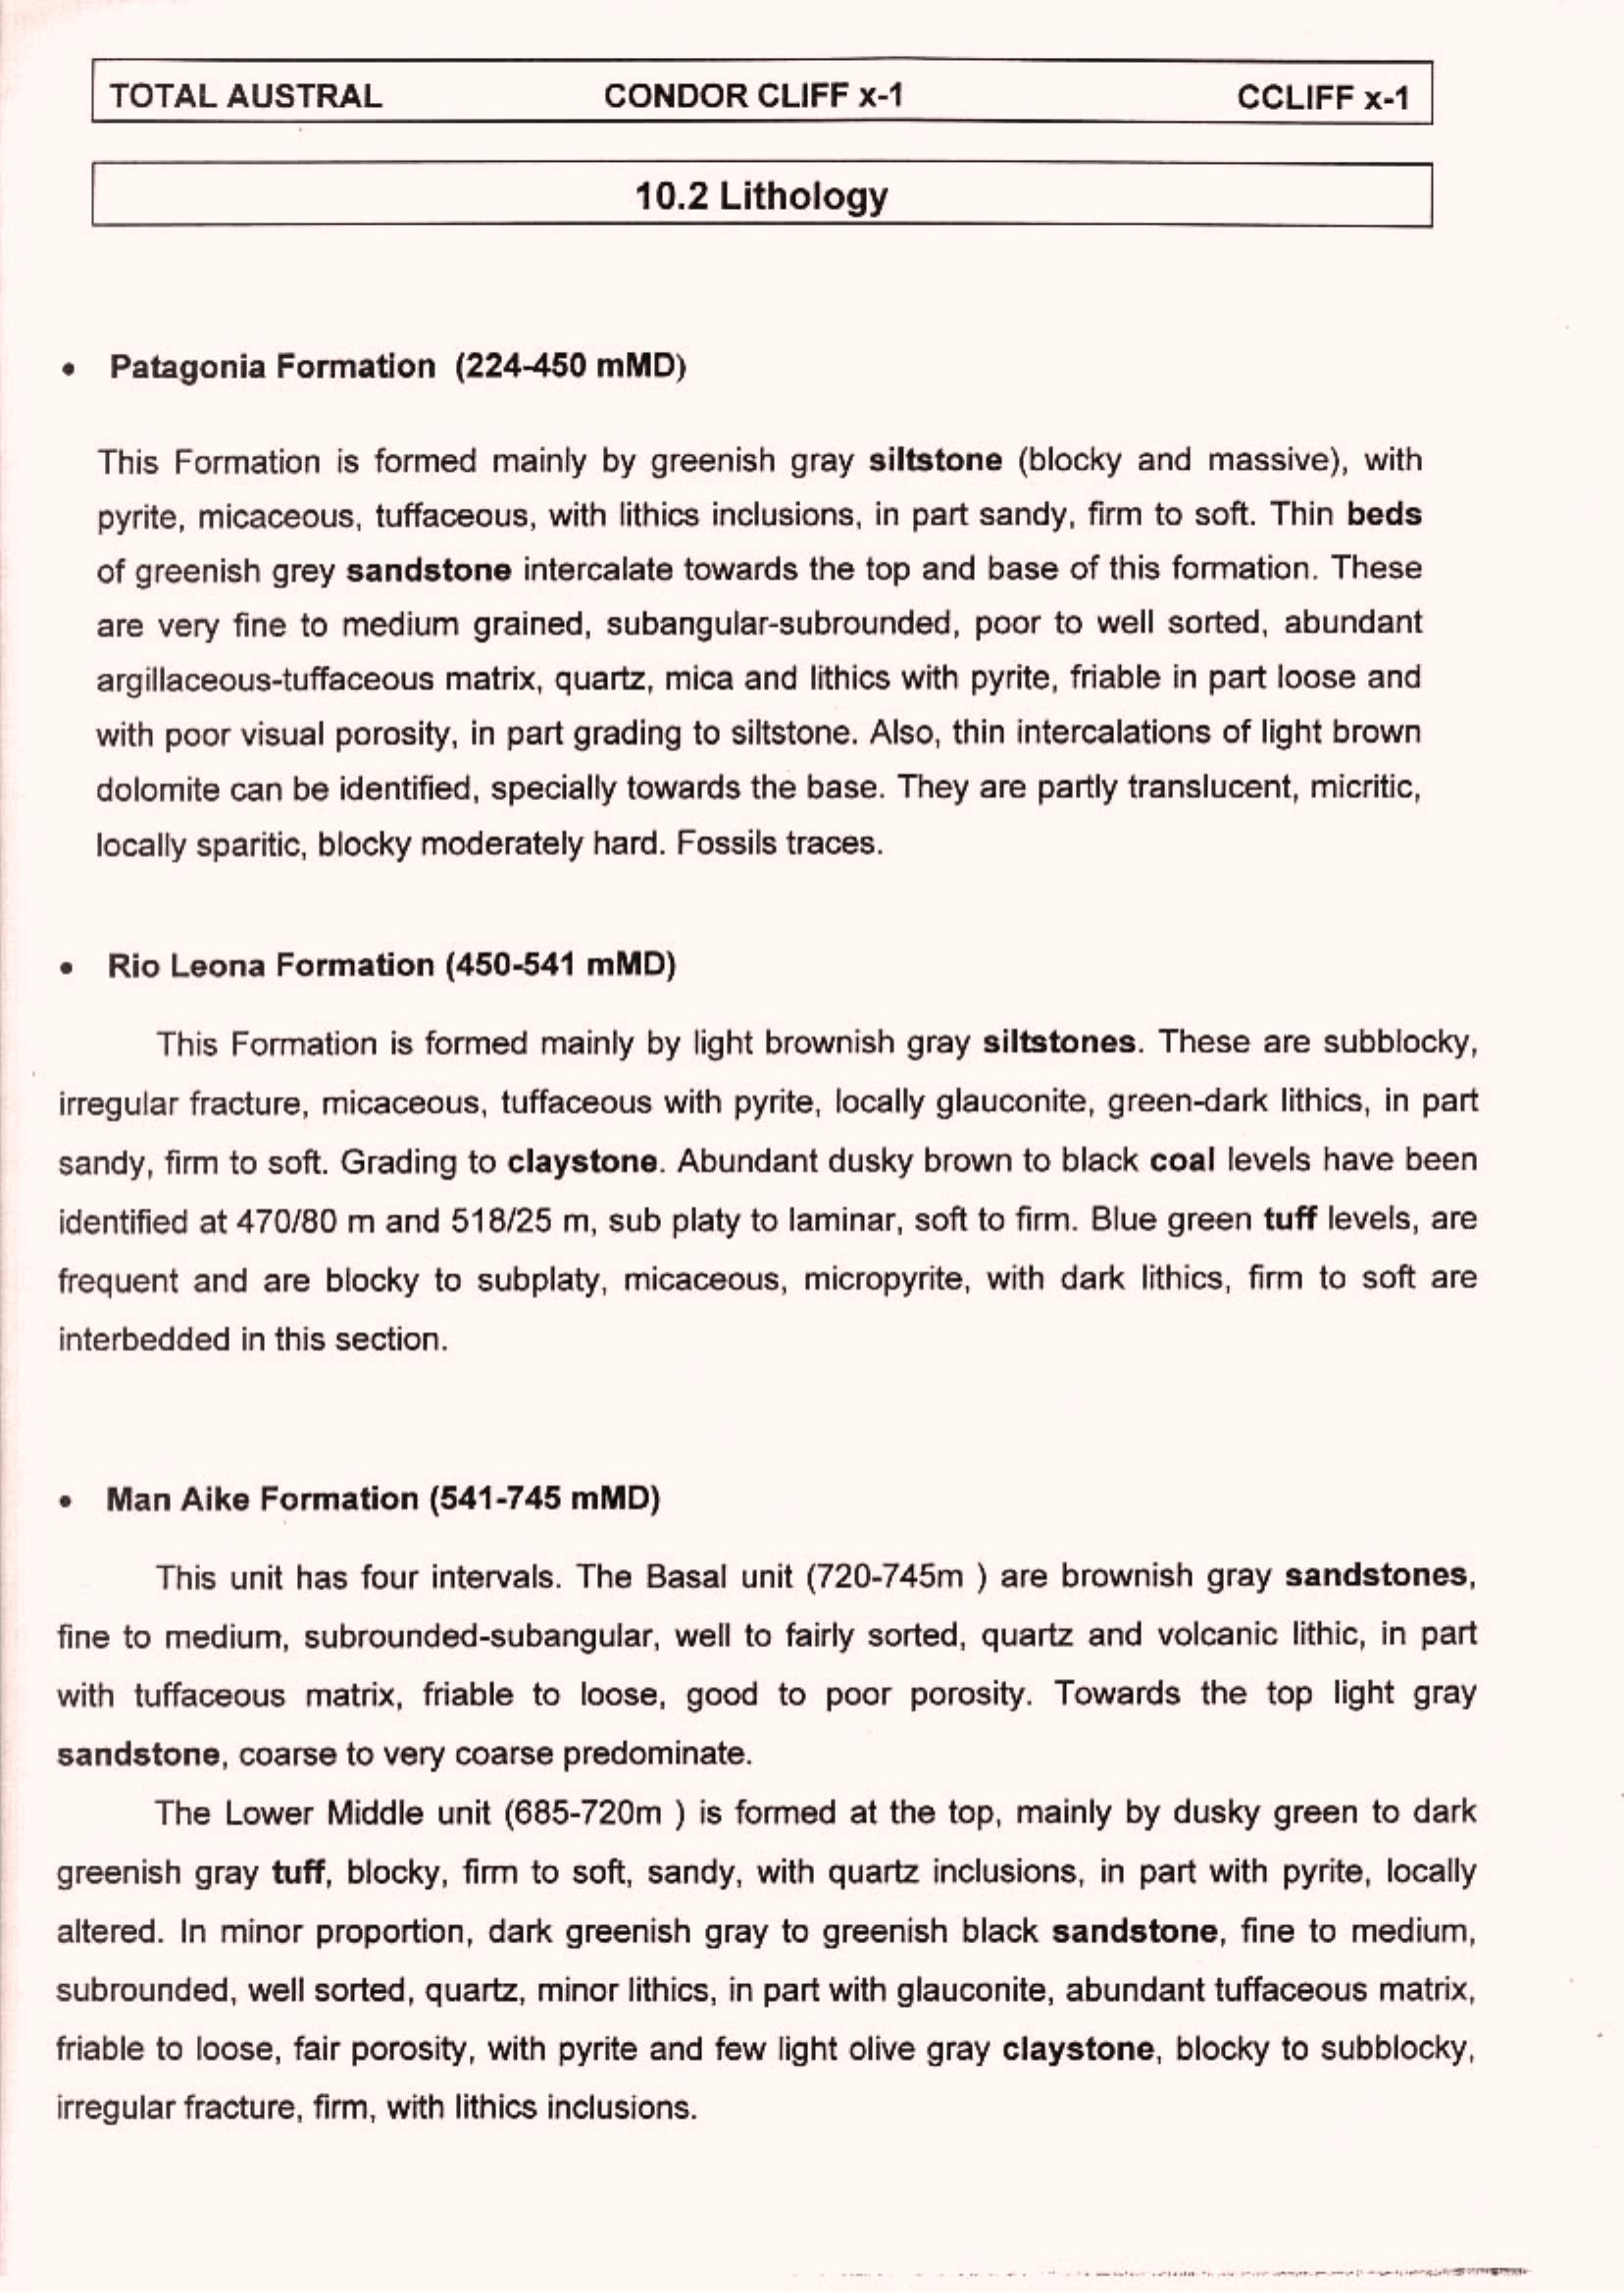 TOTAL AUSTRAL CONDOR CLIFF x-1 CCLIFF x-1
10.2 Lithology
• Patagonia Formation (224-450 mMD)
This Formation is formed mainly by greenish gray siltstone (blocky and massive), with
pyrite, micaceous, tuffaceous, with lithics inclusions, in part sandy, firm to soft. Thin beds
of greenish grey sandstone intercalate towards the top and base of this formation. These
are very fine to medium grained, subangular-subrounded, poor to well sorted, abundant
argillaceous-tuffaceous matrix, quartz, mica and lithics with pyrite, friable in part loose and
with poor visual porosity, in part grading to siltstone. Also, thin intercalations of light brown
dolomite can be identified, specially towards the base. They are partly translucent, micritic,
locally sparitic, blocky moderately hard. Fossils traces.
• Rio Leona Formation (450-541 mMD)
This Formation is formed mainly by light brownish gray siltstones. These are subblocky,
irregular fracture, micaceous, tuffaceous with pyrite, locally glauconite, green-dark lithics, in part
sandy, firm to soft. Grading to claystone. Abundant dusky brown to black coal levels have been
identified at 470/80 m and 518/25 m, sub platy to laminar, soft to firm. Blue green tuff levels, are
frequent and are blocky to subplaty, micaceous, micropyrite, with dark lithics, firm to soft are
interbedded in this section.
• Man Aike Formation (541-745 mMD)
This unit has four intervals. The Basal unit (720-745m ) are brownish gray sandstones,
fine to medium, subrounded-subangular, well to fairly sorted, quartz and volcanic lithic, in part
with tuffaceous matrix, friable to loose, good to poor porosity. Towards the top light gray
sandstone, coarse to very coarse predominate.
The Lower Middle unit (685-720m ) is formed at the top, mainly by dusky green to dark
greenish gray tuff, blocky, firm to soft, sandy, with quartz inclusions, in part with pyrite, locally
altered. In minor proportion, dark greenish gray to greenish black sandstone, fine to medium,
subrounded, well sorted, quartz, minor lithics, in part with glauconite, abundant tuffaceous matrix,
friable to loose, fair porosity, with pyrite and few light olive gray claystone, blocky to subblocky,
irregular fracture, firm, with lithics inclusions.